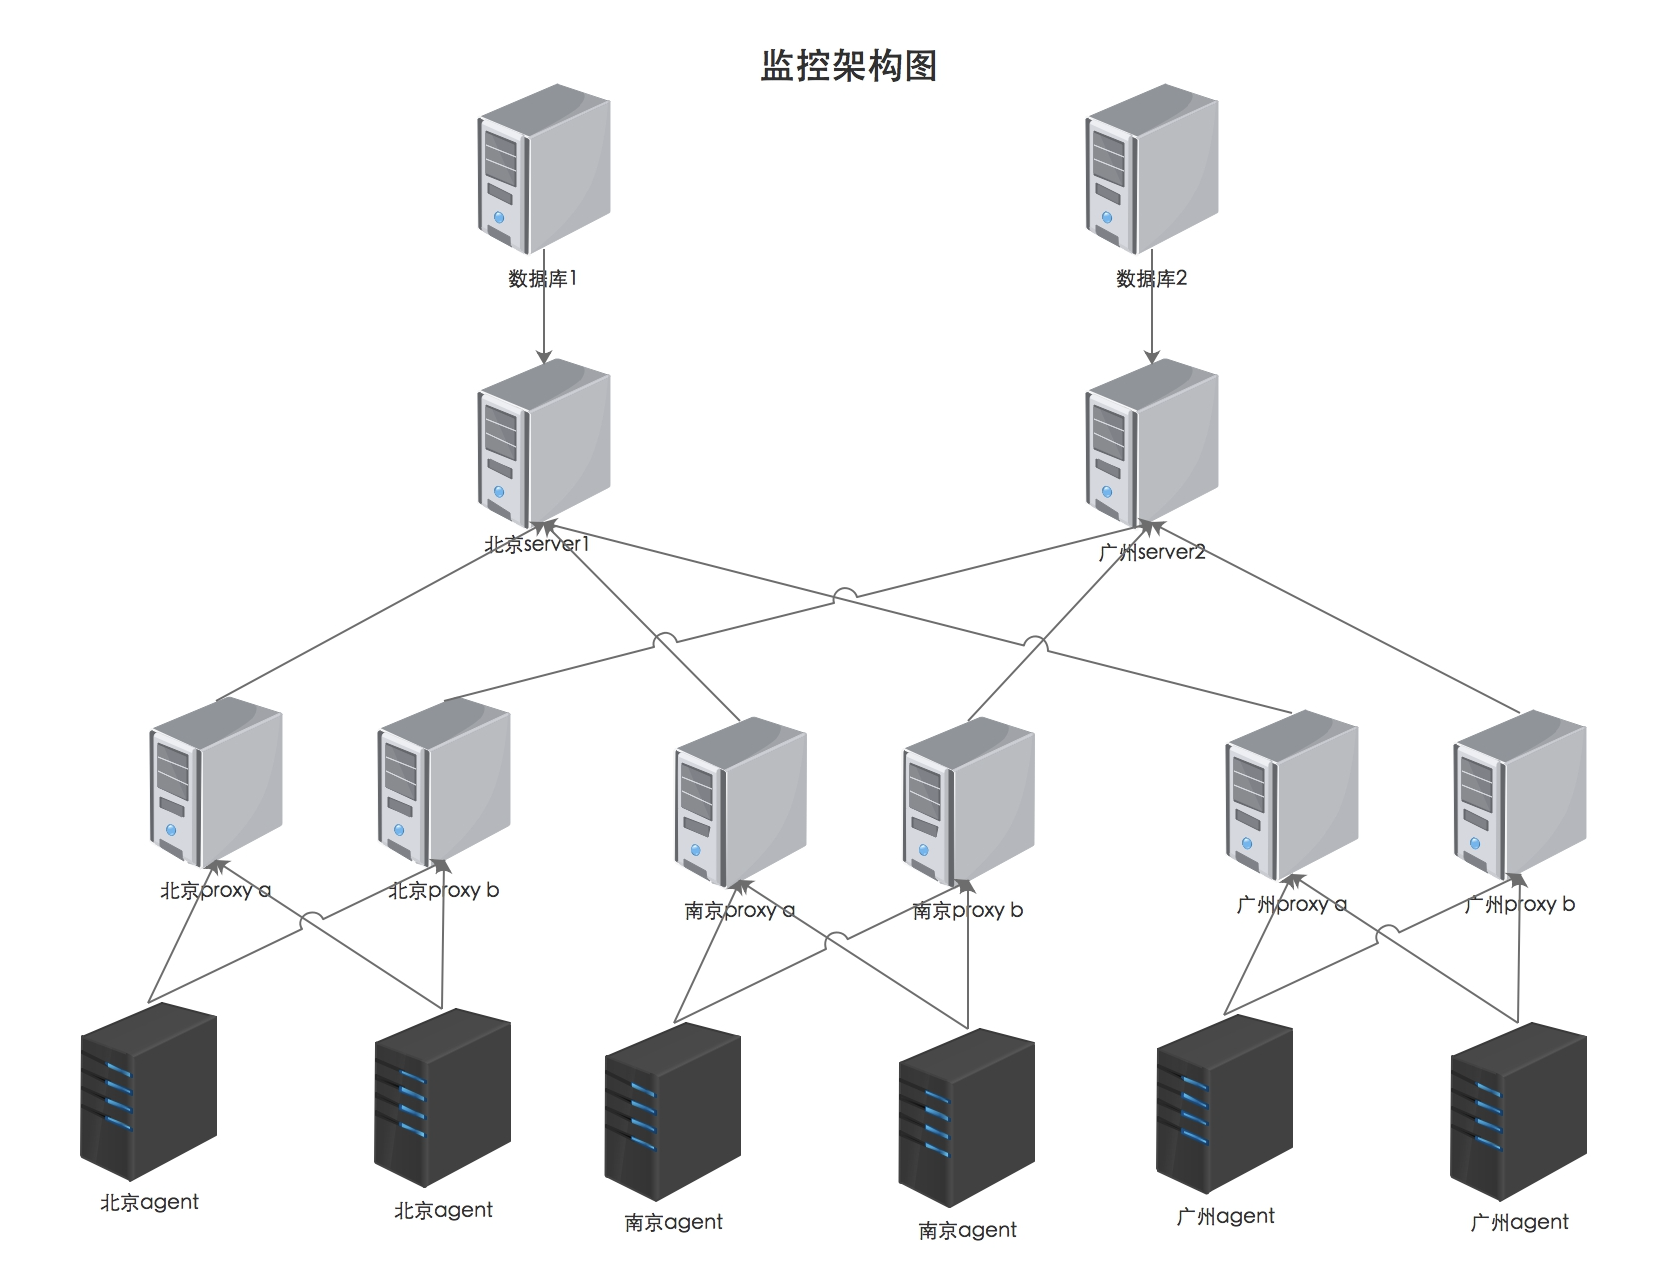 监控架构图
数据库1
数据库2
北京server1
广州server2
北京proxy a
北京proxy b
南京proxy a
南京proxy b
广州proxy a
广州proxy b
北京agent
北京agent
南京agent
南京agent
广州agent
广州agent